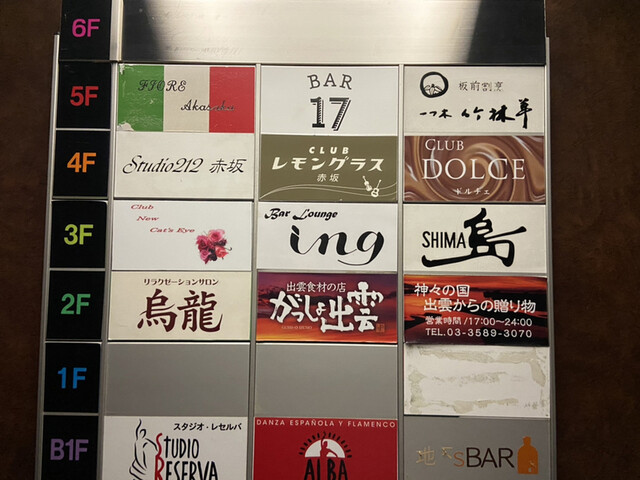 6F
5F
FIORE
Akasaka
BAR
17
板前割烹
一ツ木 竹林草
4F
Studio212 赤坂
CLUB
レモングラス
赤坂
CLUB
DOLCE
ドルチェ
3F
Club
New
Cat's Eye
Bar Lounge
ing
SHIMA 島
2F
リラクゼーションサロン
烏龍
出雲食材の店
がっしょ出雲
神々の国
出雲からの贈り物
営業時間/17:00〜24:00
TEL.03-3589-3070
1F
B1F
スタジオ・レセルバ
STUDIO
RESERVA
DANZA ESPAÑOLA Y FLAMENCO
ALBA
BAR